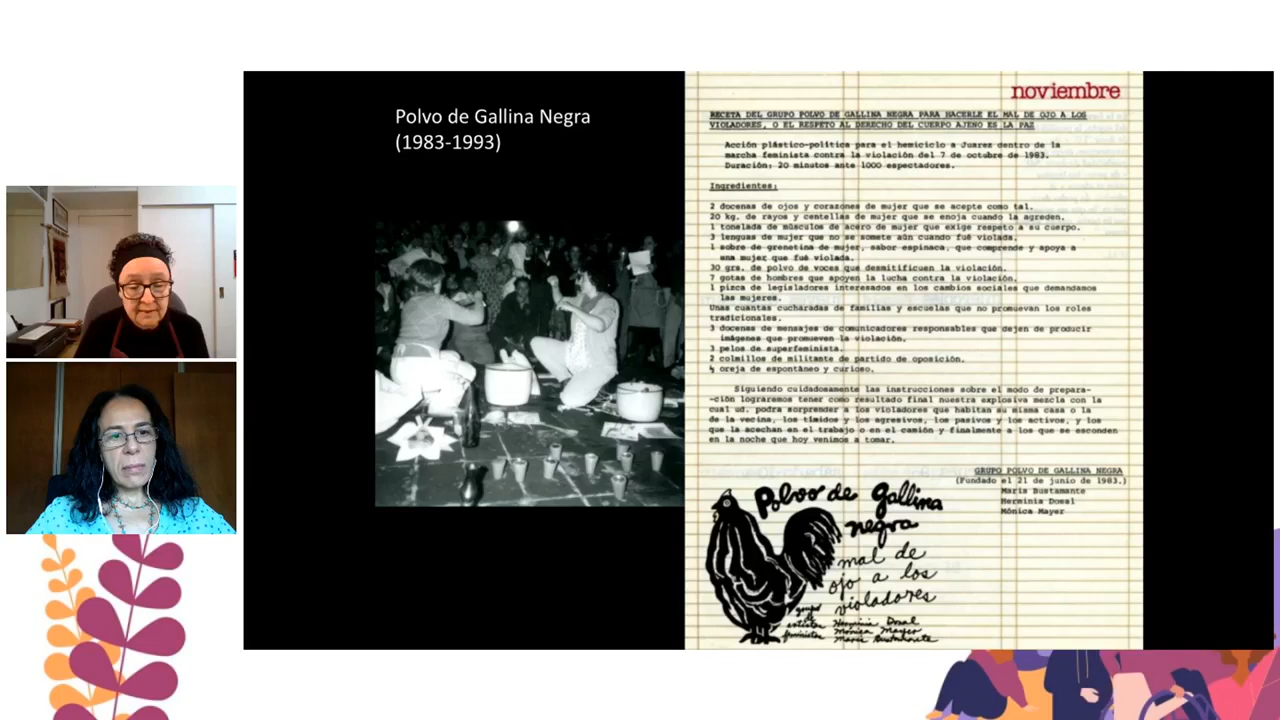 Polvo de Gallina Negra
(1983-1993)
noviembre
RECETA DEL GRUPO POLVO DE GALLINA NEGRA PARA HACERLE EL MAL DE OJO A LOS
VIOLADORES, O EL RESPETO AL DERECHO DEL CUERPO AJENO ES LA PAZ
Acción plástico-política para el hemiciclo a Juarez dentro de la
marcha feminista contra la violación del 7 de octubre de 1983.
Duración: 20 minutos ante 1000 espectadores.
Ingredientes:
2 docenas de ojos y corazones de mujer que se acepte como tal.
20 kg. de rayos y centellas de mujer que se enoja cuando la agreden.
1 tonelada de músculos de acero de mujer que exige respeto a su cuerpo.
3 lenguas de mujer que no se somete aún cuando fué violada.
1 sobre de grenetina de mujer, sabor espinaca, que comprende y apoya a
una mujer que fué violada.
30 grs. de polvo de voces que desmitifiquen la violación.
7 gotas de hombres que apoyen la lucha contra la violación.
1 pizca de legisladores interesados en los cambios sociales que demandamos
las mujeres.
Unas cuantas cucharadas de familias y escuelas que no promuevan los roles
tradicionales.
3 docenas de mensajes de comunicadores responsables que dejen de producir
imágenes que promueven la violación.
3 pelos de superfeminista.
2 colmillos de militante de partido de oposición.
½ oreja de espontáneo y curioso.
Siguiendo cuidadosamente las instrucciones sobre el modo de prepara-
-ción lograremos tener como resultado final nuestra explosiva mezcla con la
cual ud. podra sorprender a los violadores que habitan su misma casa o la
de la vecina, los tímidos y los agresivos, los pasivos y los activos, y los
que la acechan en el trabajo o en el camión y finalmente a los que se esconden
en la noche que hoy venimos a tomar.
GRUPO POLVO DE GALLINA NEGRA
(Fundado el 21 de junio de 1983.)
Maria Bustamante
Herminia Dosal
Mónica Mayer
Polvo de gallina
negra
mal de
ojo a los
violadores
grupo
de
artistas
feministas
Herminia Dosal
Mónica Mayer
Maris Bustamante